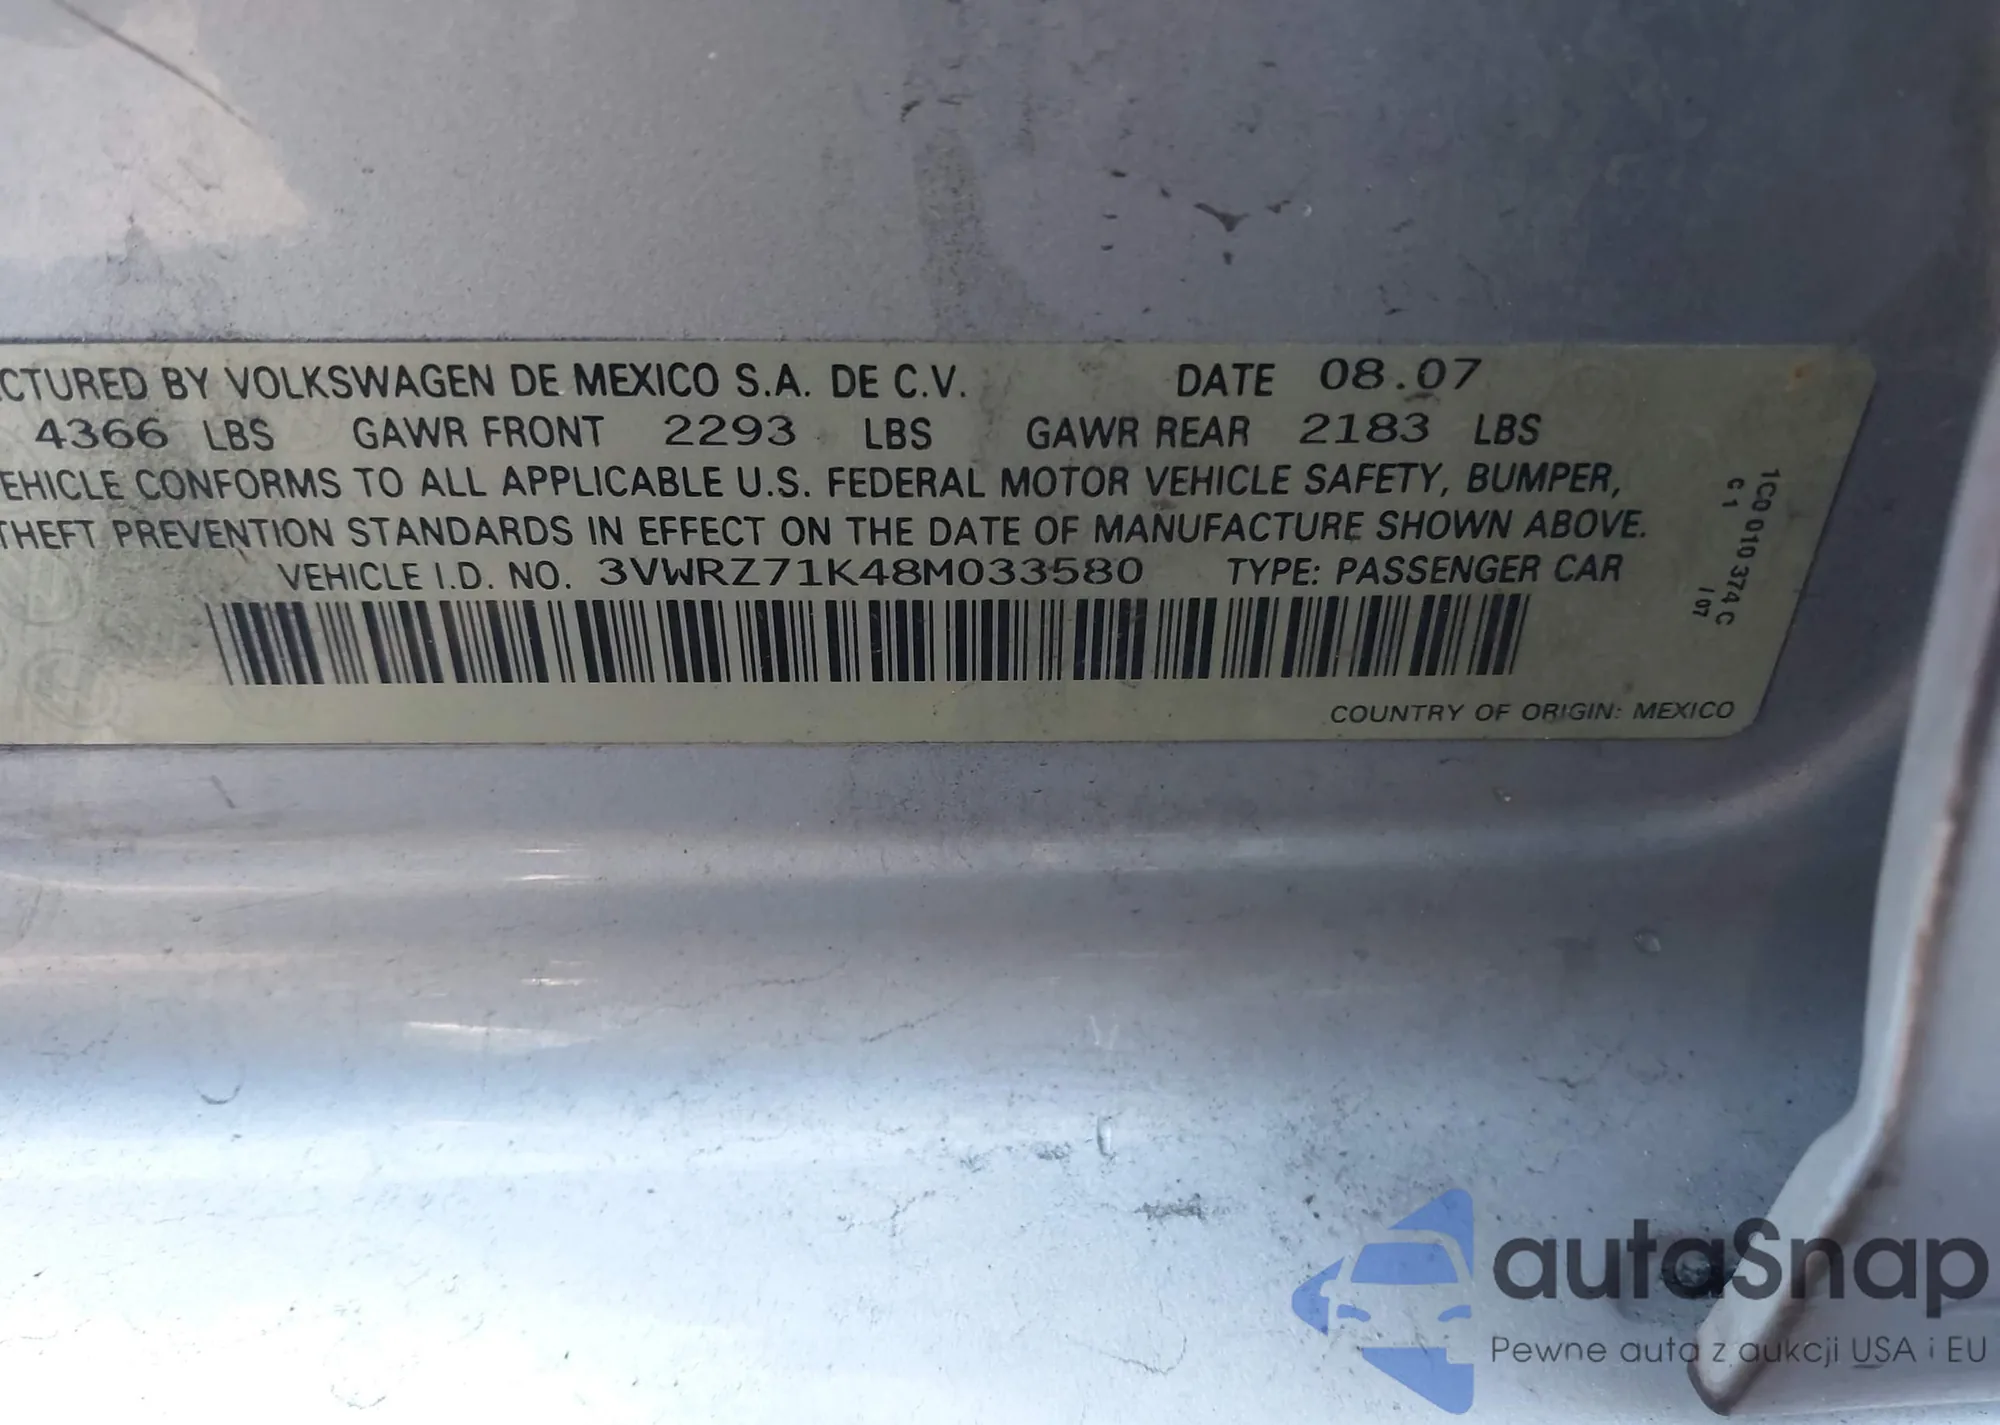 CTURED BY VOLKSWAGEN DE MEXICO S.A. DE C.V. DATE 08.07
4366 LBS GAWR FRONT 2293 LBS GAWR REAR 2183 LBS
EHICLE CONFORMS TO ALL APPLICABLE U.S. FEDERAL MOTOR VEHICLE SAFETY, BUMPER,
THEFT PREVENTION STANDARDS IN EFFECT ON THE DATE OF MANUFACTURE SHOWN ABOVE.
VEHICLE I.D. NO. 3VWRZ71K48M033580 TYPE: PASSENGER CAR
1C0 010 374 C
C 1 I 07
COUNTRY OF ORIGIN: MEXICO
autaSnap
Pewne auta z aukcji USA i EU